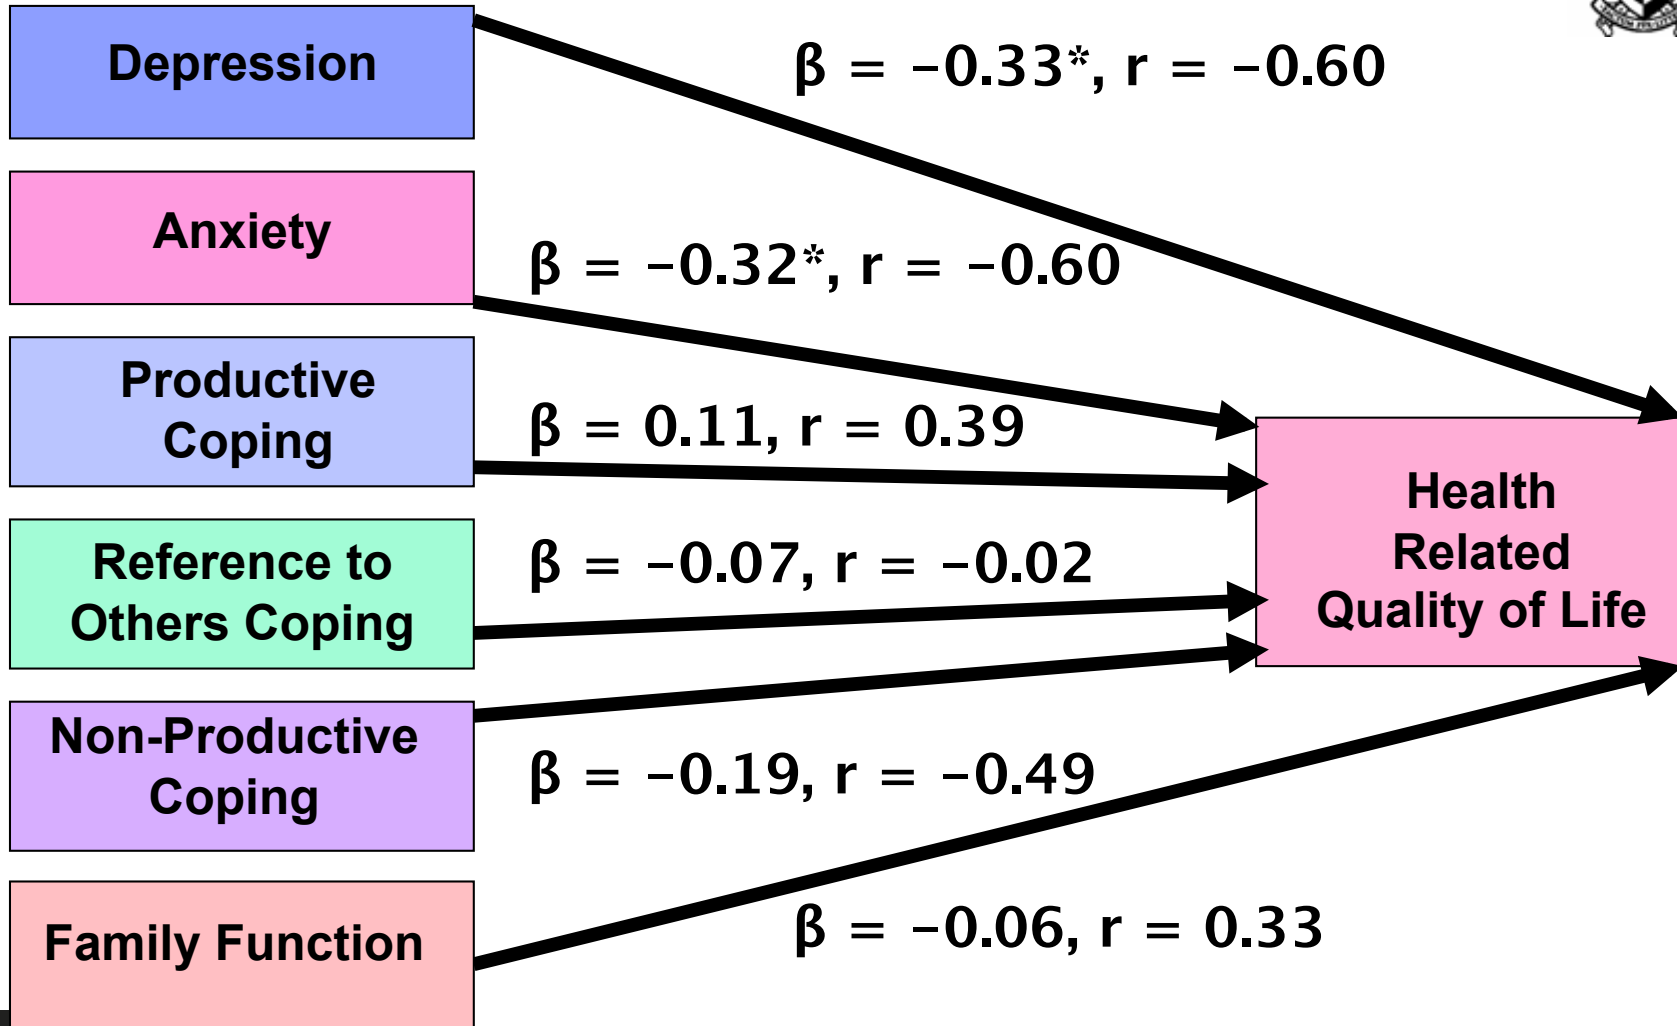 Depression
β = −0.33*, r = −0.60
Anxiety
β = −0.32*, r = −0.60
Productive
Coping
β = 0.11, r = 0.39
Reference to
Others Coping
β = −0.07, r = −0.02
Health
Related
Quality of Life
Non-Productive
Coping
β = −0.19, r = −0.49
Family Function
β = −0.06, r = 0.33